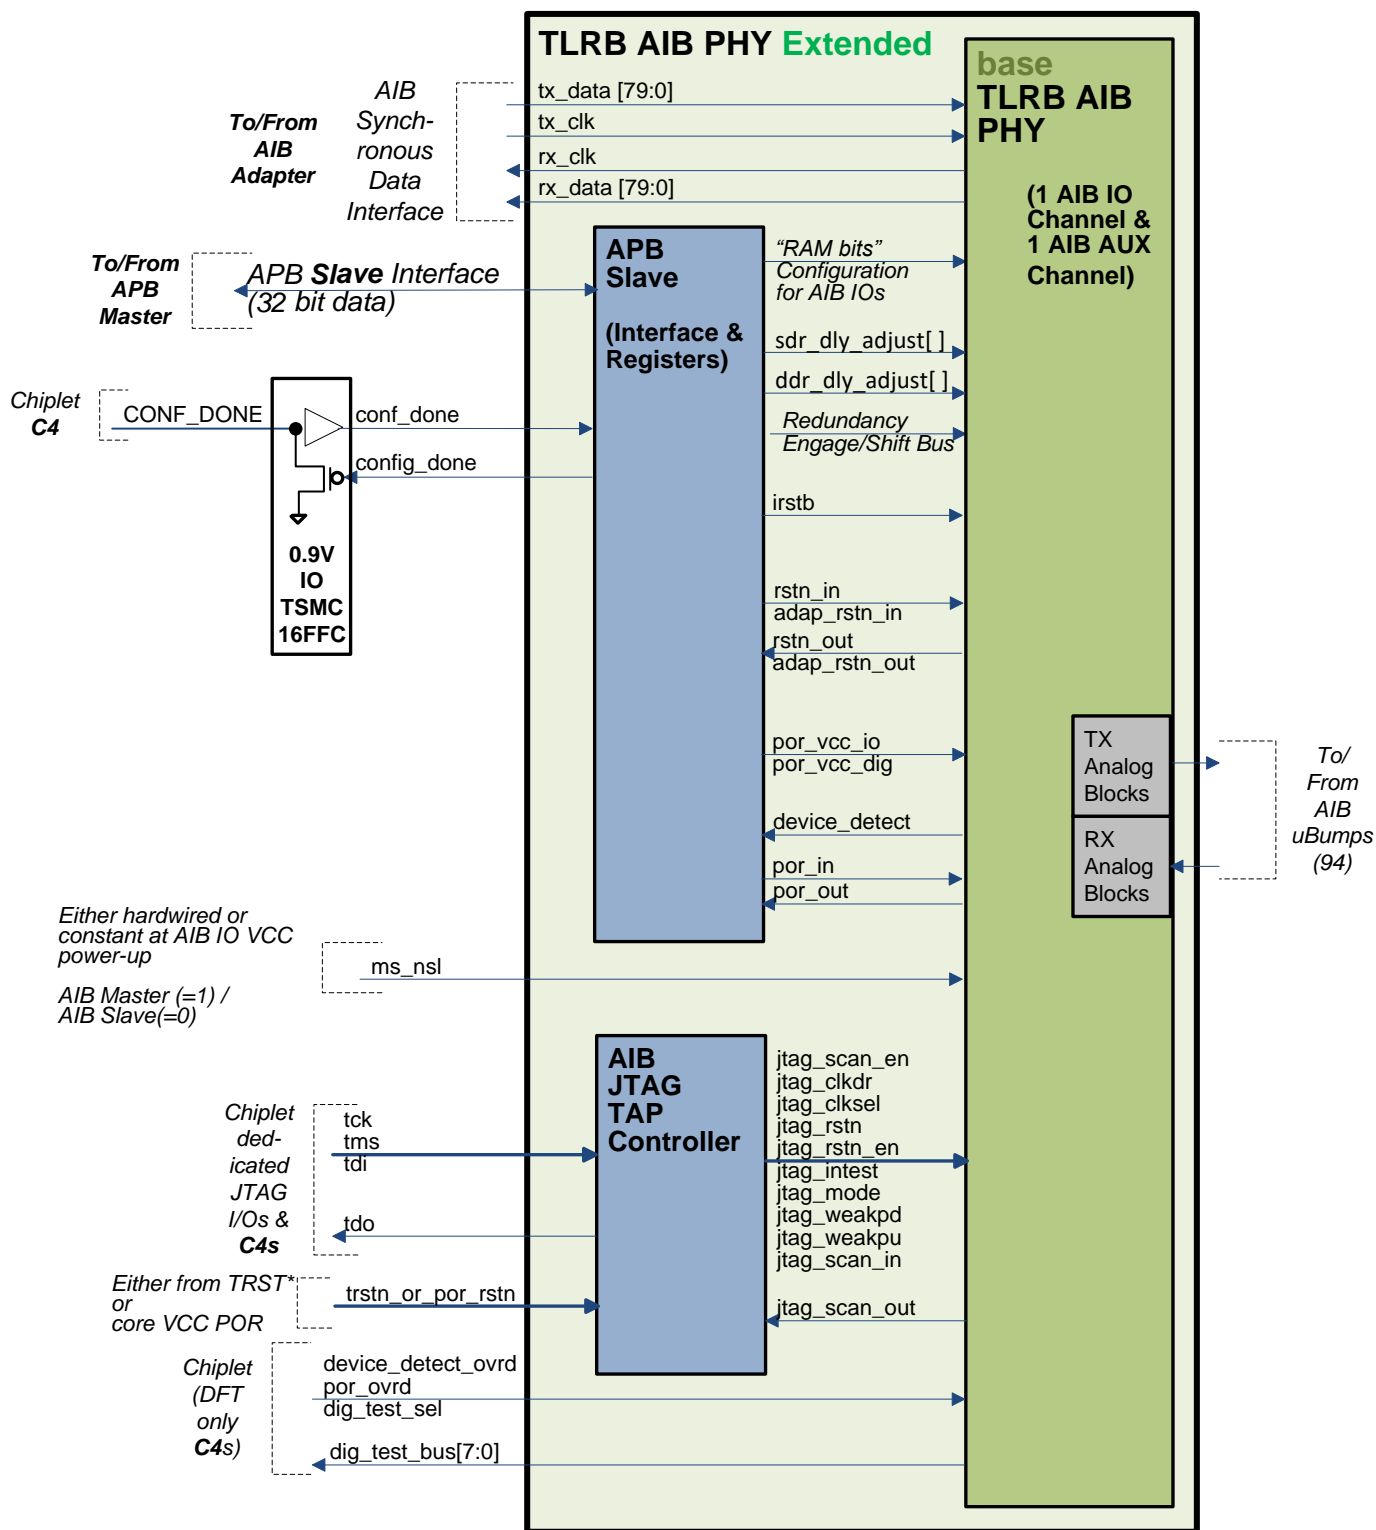 TLRB AIB PHY Extended
base
TLRB AIB
PHY
(1 AIB IO
Channel &
1 AIB AUX
Channel)
To/From
AIB
Adapter
AIB
Synch-
ronous
Data
Interface
tx_data [79:0]
tx_clk
rx_clk
rx_data [79:0]
To/From
APB
Master
APB Slave Interface
(32 bit data)
APB
Slave
(Interface &
Registers)
"RAM bits"
Configuration
for AIB IOs
sdr_dly_adjust[ ]
ddr_dly_adjust[ ]
Redundancy
Engage/Shift Bus
Chiplet
C4
CONF_DONE
conf_done
config_done
0.9V
IO
TSMC
16FFC
irstb
rstn_in
adap_rstn_in
rstn_out
adap_rstn_out
por_vcc_io
por_vcc_dig
device_detect
por_in
por_out
TX
Analog
Blocks
RX
Analog
Blocks
To/
From
AIB
uBumps
(94)
Either hardwired or
constant at AIB IO VCC
power-up
AIB Master (=1) /
AIB Slave(=0)
ms_nsl
AIB
JTAG
TAP
Controller
jtag_scan_en
jtag_clkdr
jtag_clksel
jtag_rstn
jtag_rstn_en
jtag_intest
jtag_mode
jtag_weakpd
jtag_weakpu
jtag_scan_in
jtag_scan_out
Chiplet
ded-
icated
JTAG
I/Os &
C4s
tck
tms
tdi
tdo
Either from TRST*
or
core VCC POR
trstn_or_por_rstn
Chiplet
(DFT
only
C4s)
device_detect_ovrd
por_ovrd
dig_test_sel
dig_test_bus[7:0]